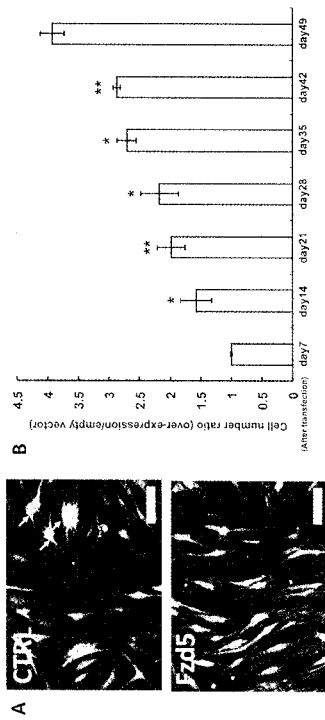 A
CTRL
Fzd5
B
Cell number ratio (over-expression/empty vector)
4.5
4
3.5
3
2.5
2
1.5
1
0.5
0
* ** * * ** 
day7 day14 day21 day28 day35 day42 day49
(After transfection)